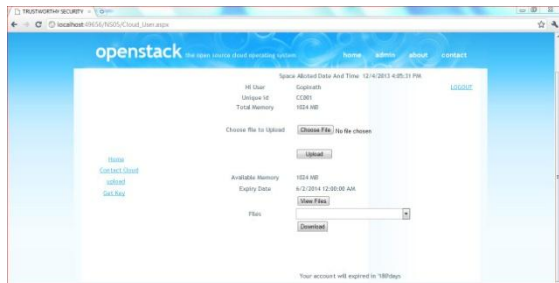 TRUSTWORTHY SECURITY
localhost:49656/NSDS/Cloud_User.aspx
openstack the open source cloud operating system
home admin about contact
Space Alloted Date And Time 12/4/2013 4:05:31 PM
Hi User Gopinath LOGOUT
Unique Id CC001
Total Memory 1024 MB
Choose file to Upload Choose File No file chosen
Upload
Home
Contact Cloud
upload
Get Key
Available Memory 1024 MB
Expiry Date 6/2/2014 12:00:00 AM
View Files
Files
Download
Your account will expired in '180'days